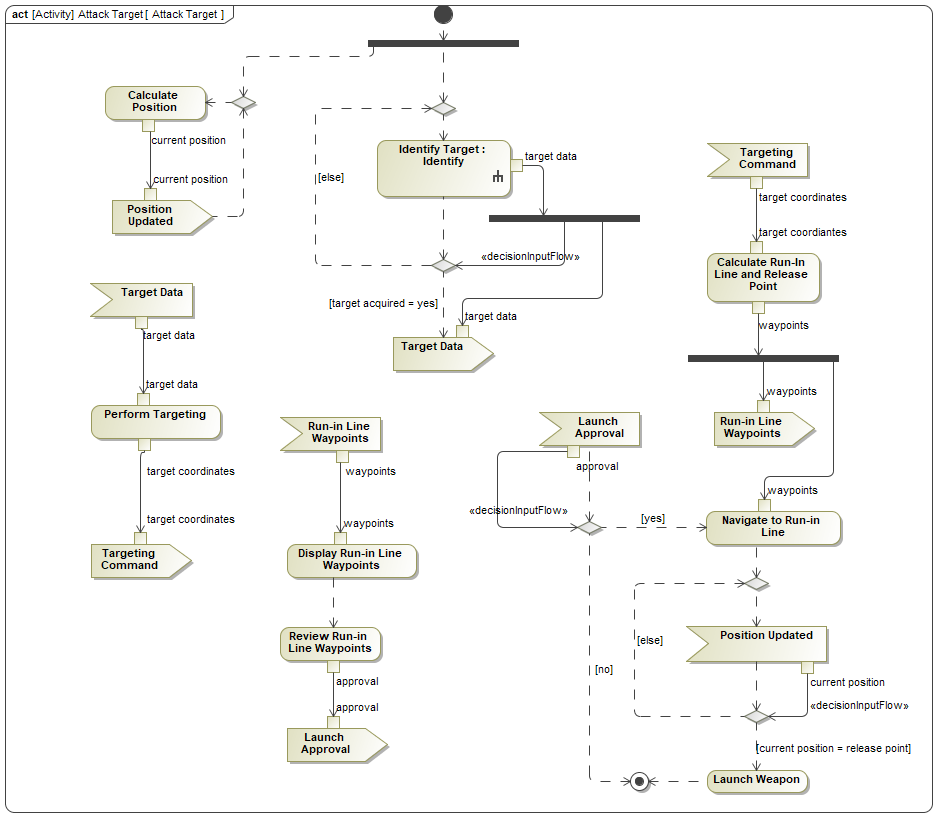 act [Activity] Attack Target [ Attack Target ]
Calculate
Position
current position
current position
Position
Updated
[else]
Identify Target :
Identify
target data
«decisionInputFlow»
[target acquired = yes]
target data
Target Data
Targeting
Command
target coordinates
target coordiantes
Calculate Run-In
Line and Release
Point
waypoints
waypoints
Run-in Line
Waypoints
waypoints
Target Data
target data
target data
Perform Targeting
target coordinates
target coordinates
Targeting
Command
Run-in Line
Waypoints
waypoints
waypoints
Display Run-in Line
Waypoints
Review Run-in
Line Waypoints
approval
approval
Launch
Approval
Launch
Approval
approval
«decisionInputFlow»
[yes]
[no]
Navigate to Run-in
Line
[else]
Position Updated
current position
«decisionInputFlow»
[current position = release point]
Launch Weapon